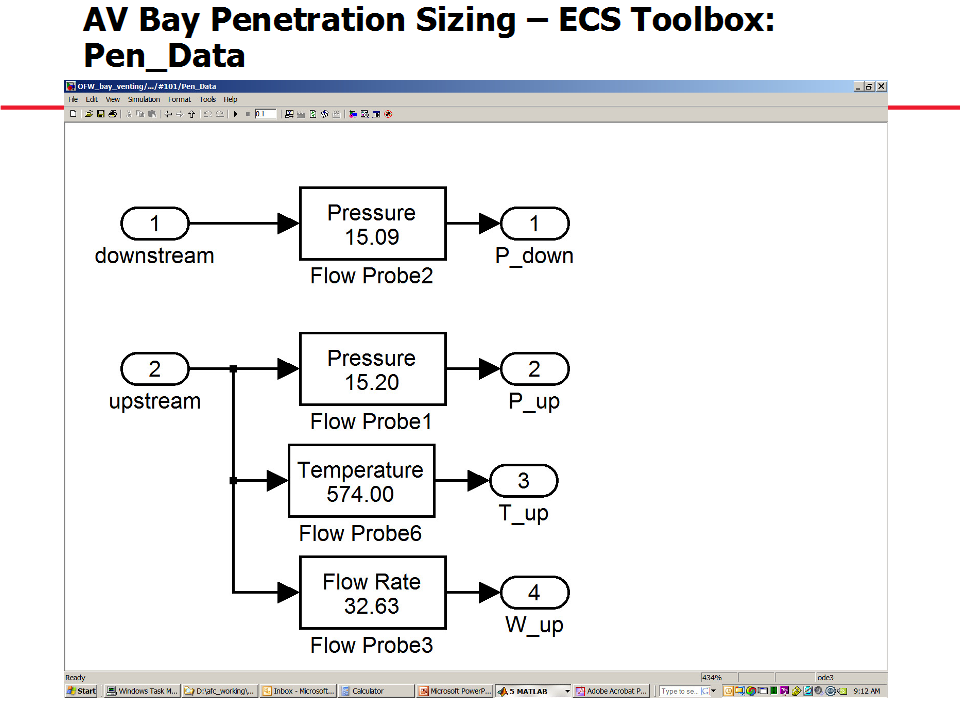 AV Bay Penetration Sizing – ECS Toolbox:
Pen_Data
OFW_bay_venting/.../#101/Pen_Data
File Edit View Simulation Format Tools Help
1
downstream
Pressure
15.09
Flow Probe2
1
P_down
2
upstream
Pressure
15.20
Flow Probe1
2
P_up
Temperature
574.00
Flow Probe6
3
T_up
Flow Rate
32.63
Flow Probe3
4
W_up
Ready 434% ode3
Start Windows Task M... D:\afc_working\... Inbox - Microsoft... Calculator Microsoft PowerP... 5 MATLAB Adobe Acrobat P... Type to se... 9:12 AM